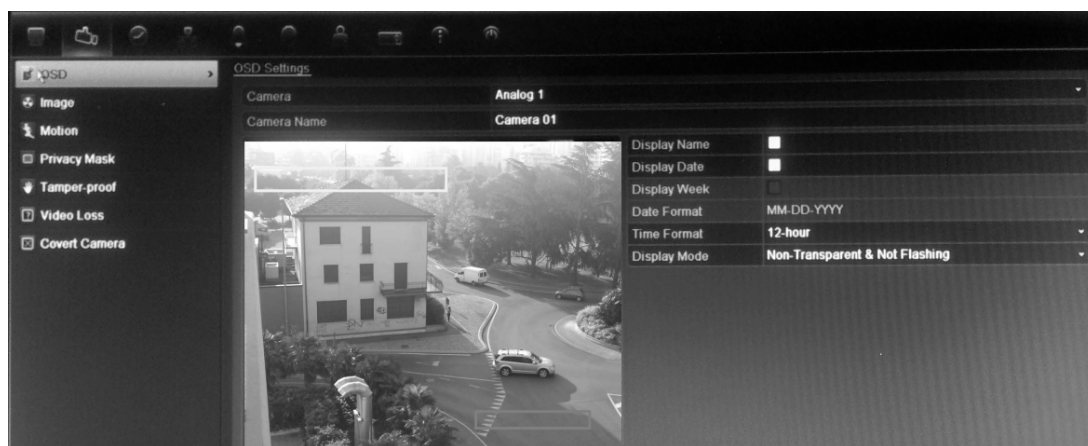 OSD
Image
Motion
Privacy Mask
Tamper-proof
Video Loss
Covert Camera
OSD Settings
Camera Analog 1
Camera Name Camera 01
Display Name
Display Date
Display Week
Date Format MM-DD-YYYY
Time Format 12-hour
Display Mode Non-Transparent & Not Flashing